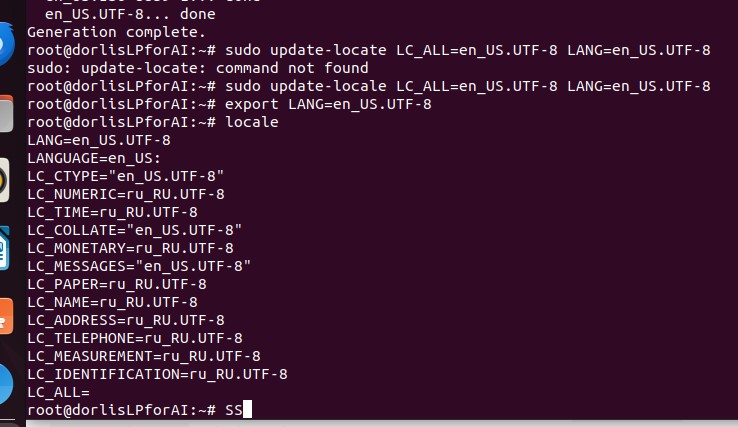 en_US.UTF-8... done
Generation complete.
root@dorlisLPforAI:~# sudo update-locate LC_ALL=en_US.UTF-8 LANG=en_US.UTF-8
sudo: update-locate: command not found
root@dorlisLPforAI:~# sudo update-locale LC_ALL=en_US.UTF-8 LANG=en_US.UTF-8
root@dorlisLPforAI:~# export LANG=en_US.UTF-8
root@dorlisLPforAI:~# locale
LANG=en_US.UTF-8
LANGUAGE=en_US:
LC_CTYPE="en_US.UTF-8"
LC_NUMERIC=ru_RU.UTF-8
LC_TIME=ru_RU.UTF-8
LC_COLLATE="en_US.UTF-8"
LC_MONETARY=ru_RU.UTF-8
LC_MESSAGES="en_US.UTF-8"
LC_PAPER=ru_RU.UTF-8
LC_NAME=ru_RU.UTF-8
LC_ADDRESS=ru_RU.UTF-8
LC_TELEPHONE=ru_RU.UTF-8
LC_MEASUREMENT=ru_RU.UTF-8
LC_IDENTIFICATION=ru_RU.UTF-8
LC_ALL=
root@dorlisLPforAI:~# SS